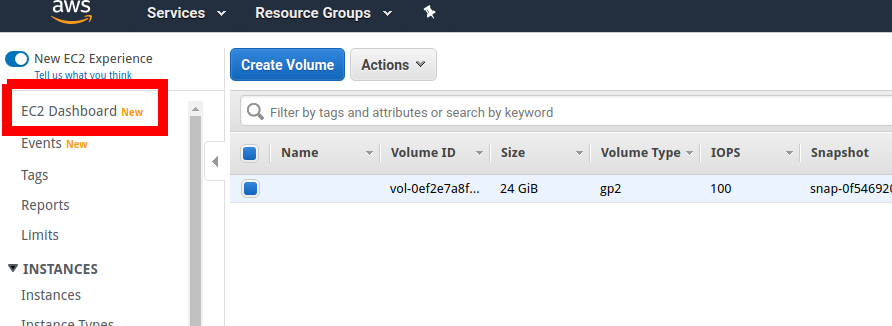 aws Services Resource Groups
New EC2 Experience
Tell us what you think
Create Volume Actions
EC2 Dashboard New
Filter by tags and attributes or search by keyword
Events New
Name Volume ID Size Volume Type IOPS Snapshot
Tags
vol-0ef2e7a8f... 24 GiB gp2 100 snap-0f546920
Reports
Limits
INSTANCES
Instances
Instance Types